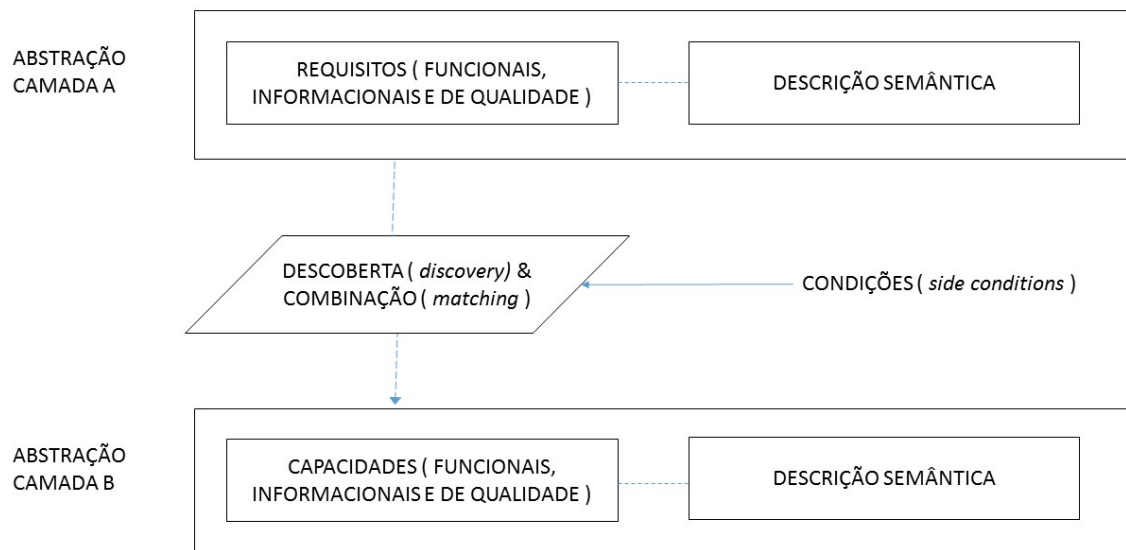 ABSTRAÇÃO
CAMADA A
REQUISITOS ( FUNCIONAIS,
INFORMACIONAIS E DE QUALIDADE )
DESCRIÇÃO SEMÂNTICA
DESCOBERTA ( discovery) &
COMBINAÇÃO ( matching )
CONDIÇÕES ( side conditions )
ABSTRAÇÃO
CAMADA B
CAPACIDADES ( FUNCIONAIS,
INFORMACIONAIS E DE QUALIDADE )
DESCRIÇÃO SEMÂNTICA